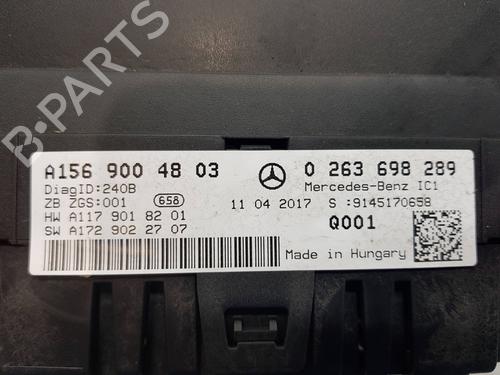 B-PARTS
A156 900 48 03 0 263 698 289
DiagID:240B Mercedes-Benz IC1
ZB ZGS:001 658 11 04 2017 S :9145170658
HW A117 901 82 01 Q001
SW A172 902 27 07
Made in Hungary